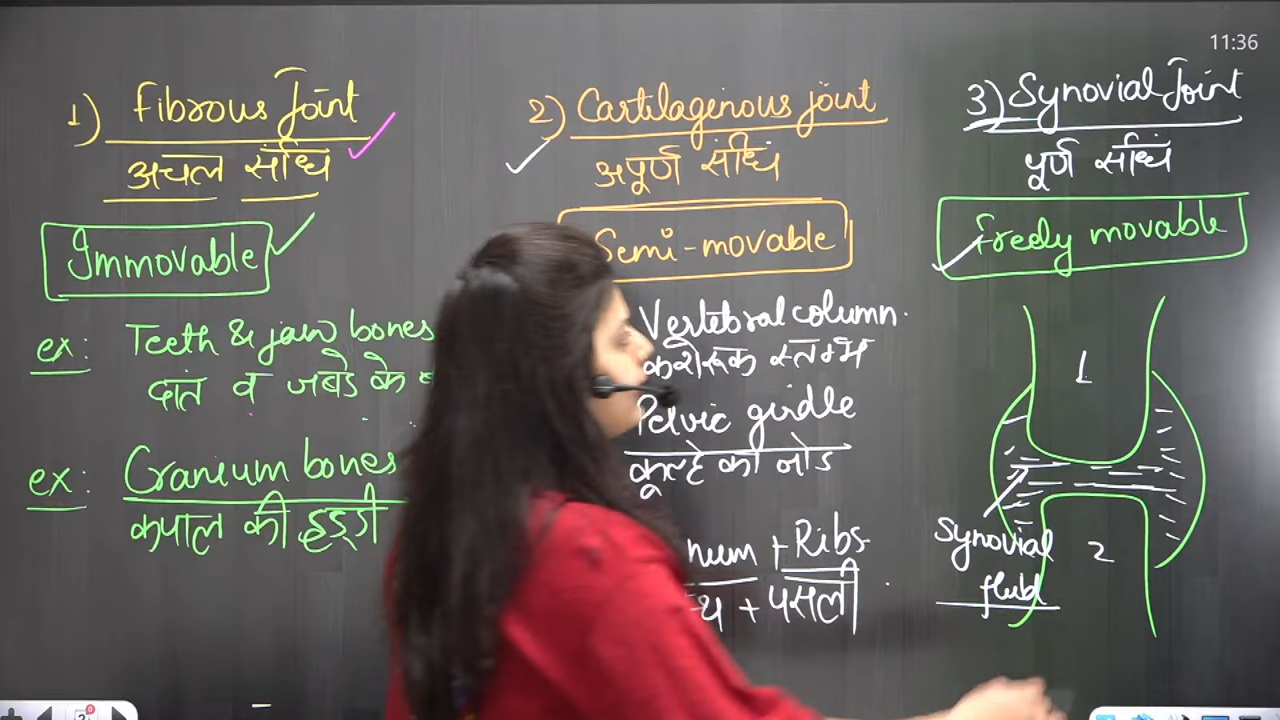 11:36
1) Fibrous Joint
अचल संधि
Immovable
ex: Teeth & jaw bones
दांत व जबडे के
ex: Cranium bones
कपाल की हड्डी
2) Cartilagenous joint
अपूर्ण संधि
Semi-movable
Vertebral column
कशेरूक स्तम्भ
Pelvic girdle
कूल्हे का जोड
+ Ribs
+ पसली
3) Synovial Joint
पूर्ण संधि
freely movable
1
2
Synovial
fluid